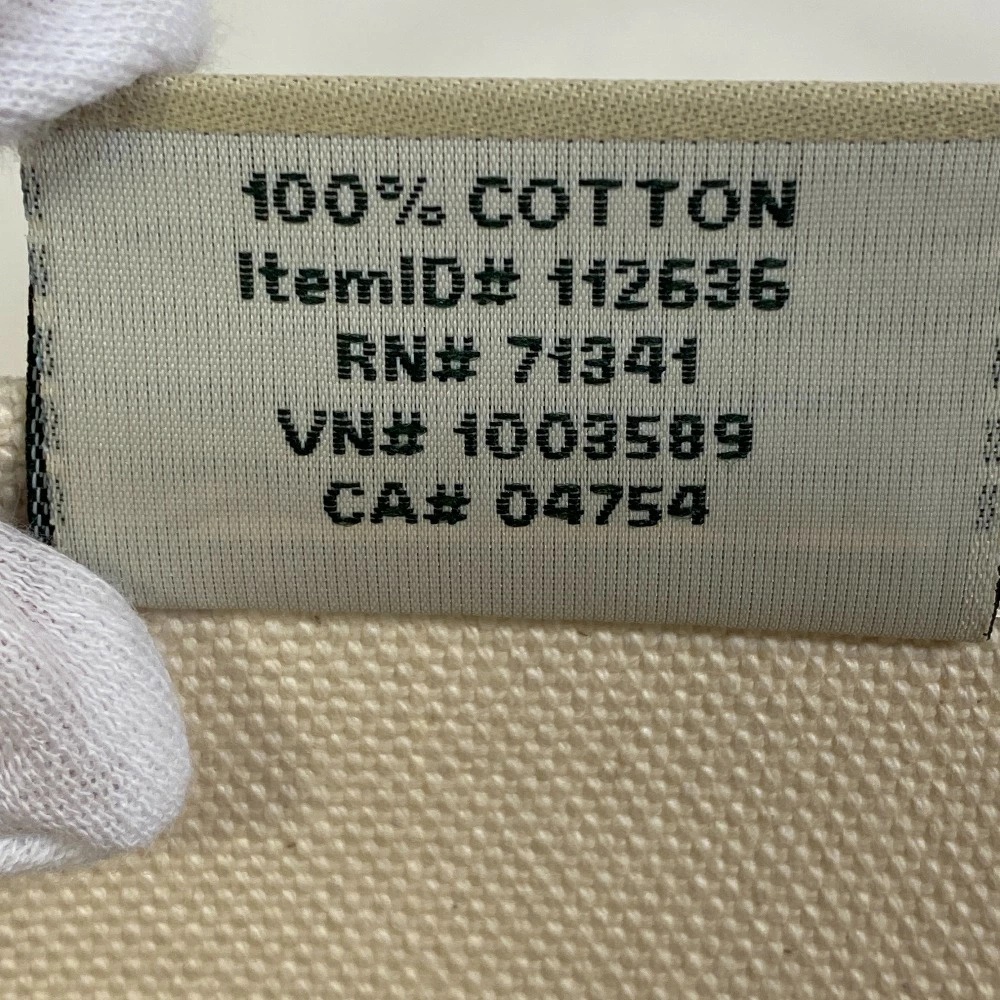 100% COTTON
ItemID# 112636
RN# 71341
VN# 1003589
CA# 04754